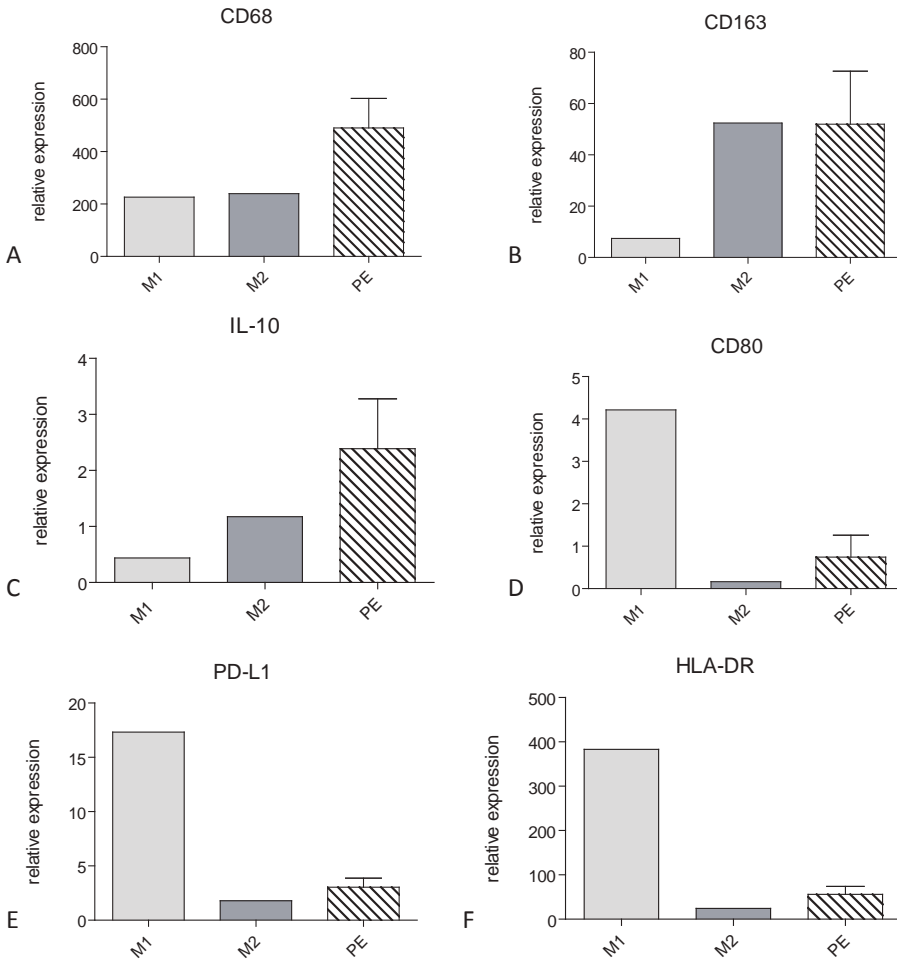 CD68
relative expression
800
600
400
200
0
M1
M2
PE
A
CD163
relative expression
80
60
40
20
0
M1
M2
PE
B
IL-10
relative expression
4
3
2
1
0
M1
M2
PE
C
CD80
relative expression
5
4
3
2
1
0
M1
M2
PE
D
PD-L1
relative expression
20
15
10
5
0
M1
M2
PE
E
HLA-DR
relative expression
500
400
300
200
100
0
M1
M2
PE
F